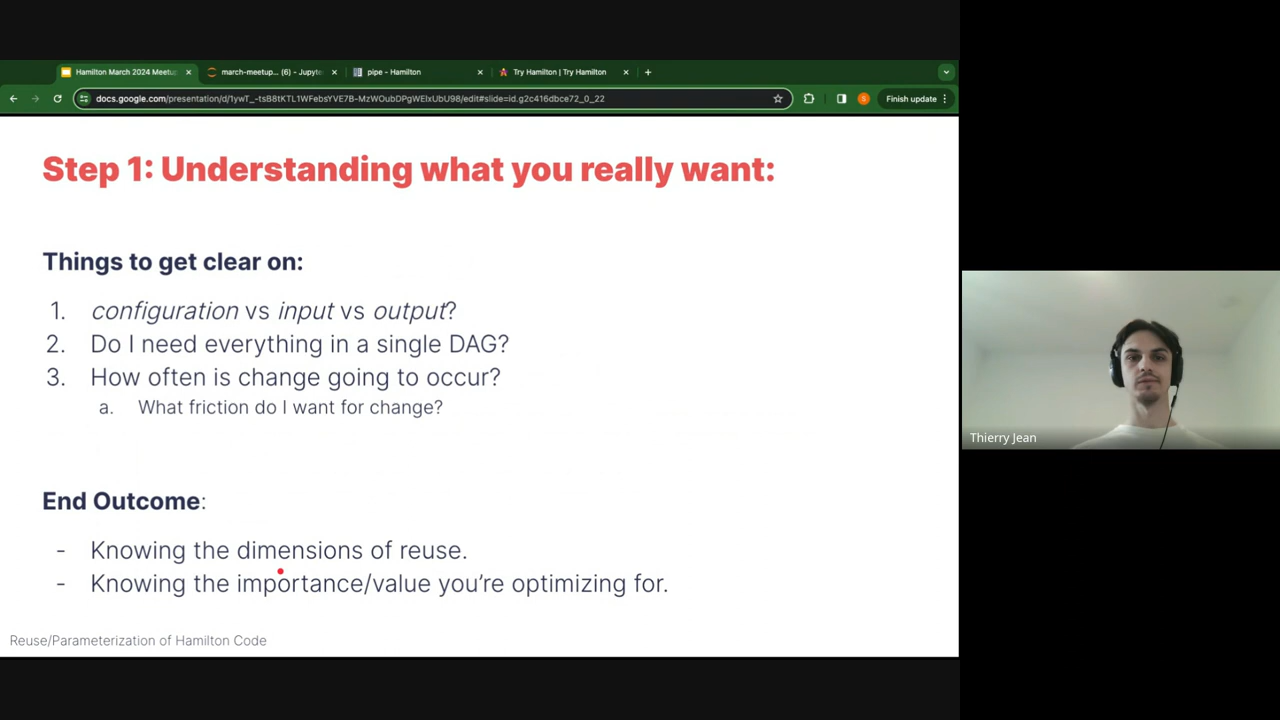 Hamilton March 2024 Meetu
march-meetup... (6) - Jupyte
pipe - Hamilton
Try Hamilton | Try Hamilton
docs.google.com/presentation/d/1ywT_-tsB8tKTL1WFebsYVE7B-MzWOubDPgWElxUbU98/edit#slide=id.g2c416dbce72_0_22
S
Finish update
Step 1: Understanding what you really want:
Things to get clear on:
1. configuration vs input vs output?
2. Do I need everything in a single DAG?
3. How often is change going to occur?
a. What friction do I want for change?
End Outcome:
- Knowing the dimensions of reuse.
- Knowing the importance/value you're optimizing for.
Reuse/Parameterization of Hamilton Code
Thierry Jean